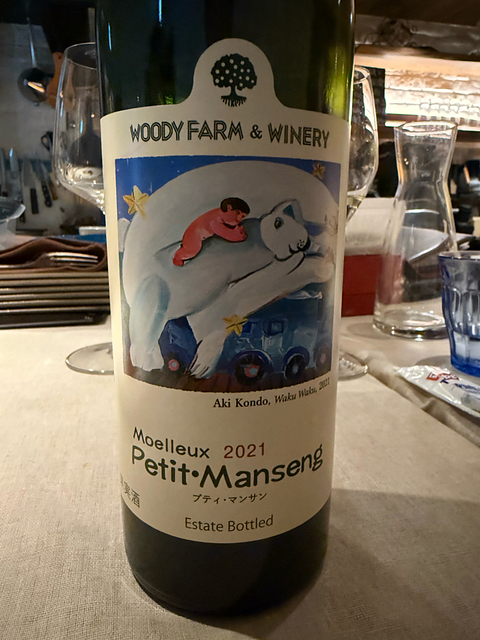 WOODY FARM & WINERY
Aki Kondo, Waku Waku, 2021
Moelleux 2021
Petit・Manseng
プティ・マンサン
実酒
Estate Bottled